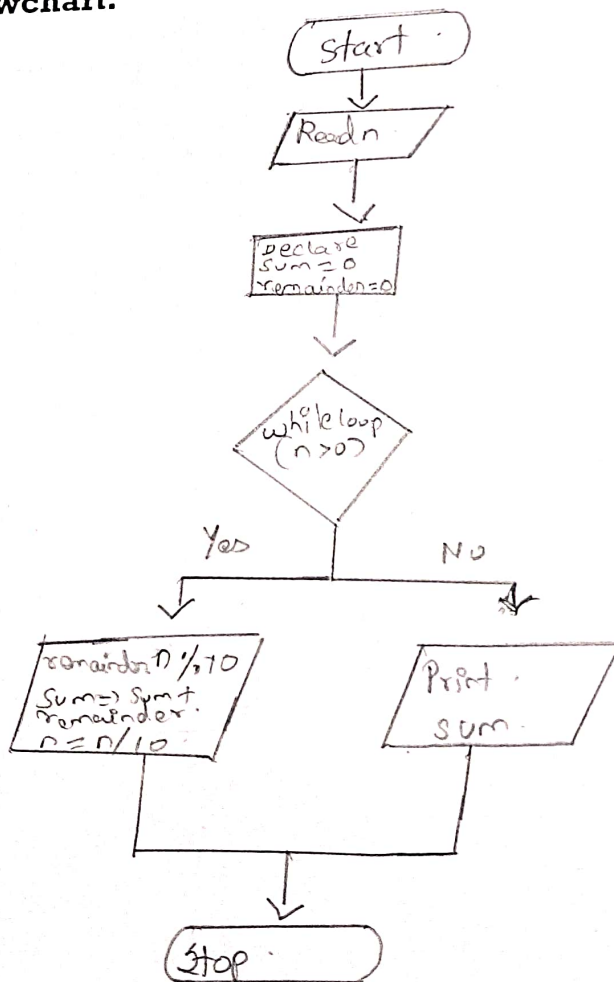 wchart.
Start
Read n
Declare
sum = 0
remainder = 0
while loop
(n>0)
Yes
No
remainder n % 10
Sum => Sum +
remainder.
n = n/10
Print
sum.
Stop